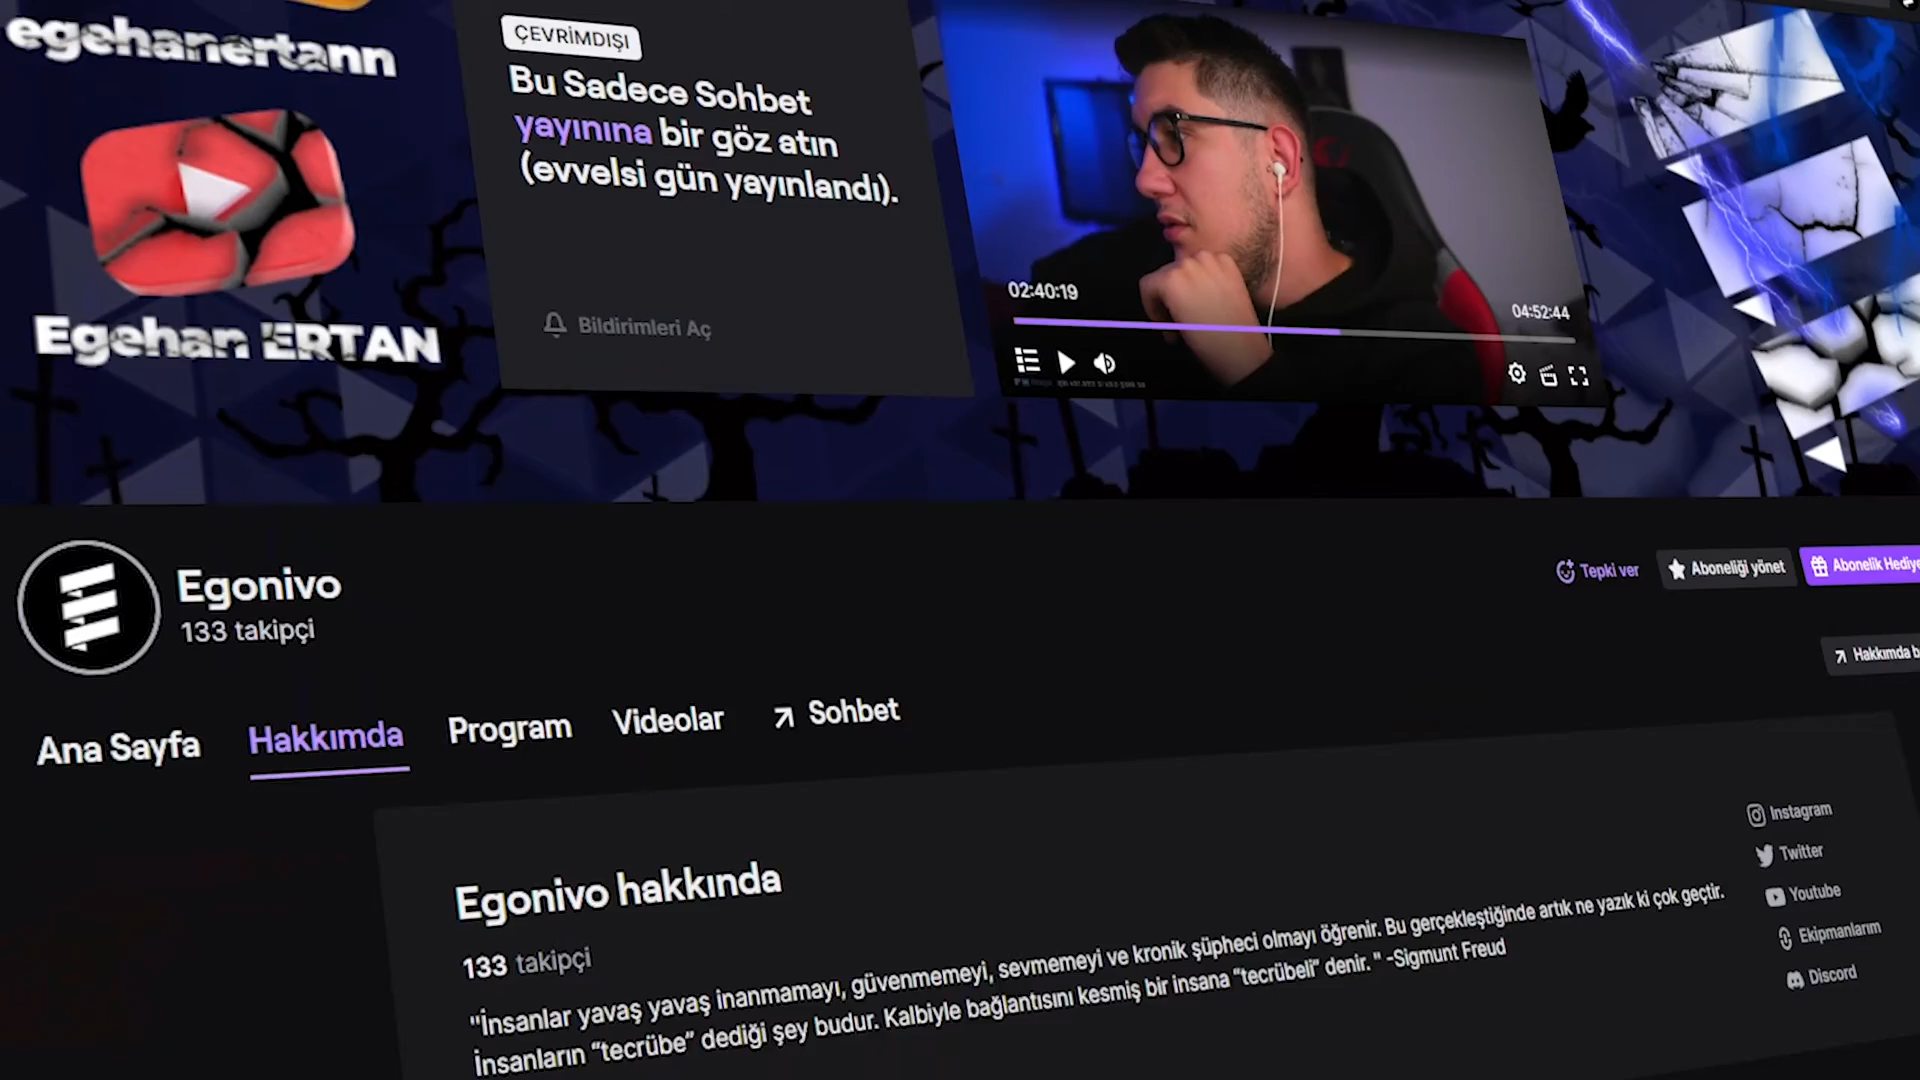 egehanertann
Egehan ERTAN
ÇEVRİMDIŞI
Bu Sadece Sohbet
yayınına bir göz atın
(evvelsi gün yayınlandı).
Bildirimleri Aç
02:40:19
04:52:44
Egonivo
133 takipçi
Tepki ver
Aboneliği yönet
Abonelik Hediye
Hakkımda b
Ana Sayfa
Hakkımda
Program
Videolar
Sohbet
Egonivo hakkında
133 takipçi
"İnsanlar yavaş yavaş inanmamayı, güvenmemeyi, sevmemeyi ve kronik şüpheci olmayı öğrenir. Bu gerçekleştiğinde artık ne yazık ki çok geçtir.
İnsanların “tecrübe” dediği şey budur. Kalbiyle bağlantısını kesmiş bir insana “tecrübeli” denir. " -Sigmunt Freud
Instagram
Twitter
Youtube
Ekipmanlarım
Discord